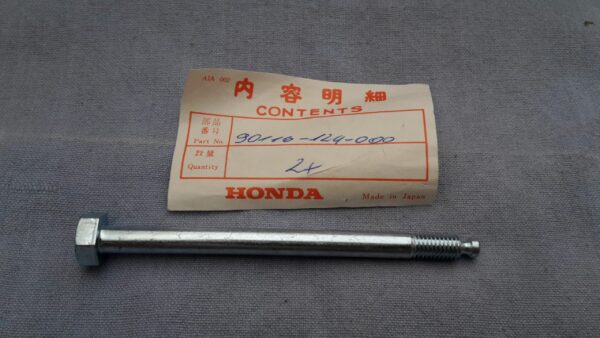 AIA 002
内容明細
CONTENTS
部品
番号
Part No. 90116-129-000
数量
Quantity 2x
HONDA
Made in Japan